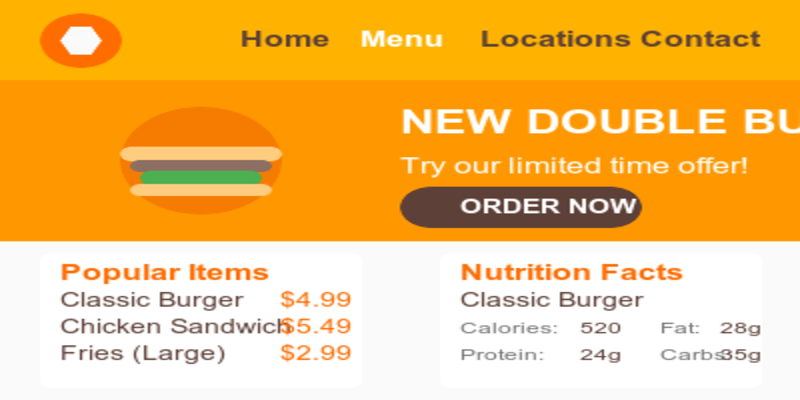 Home Menu Locations Contact
NEW DOUBLE BU
Try our limited time offer!
ORDER NOW
Popular Items
Classic Burger $4.99
Chicken Sandwich $5.49
Fries (Large) $2.99
Nutrition Facts
Classic Burger
Calories: 520 Fat: 28g
Protein: 24g Carbs: 35g